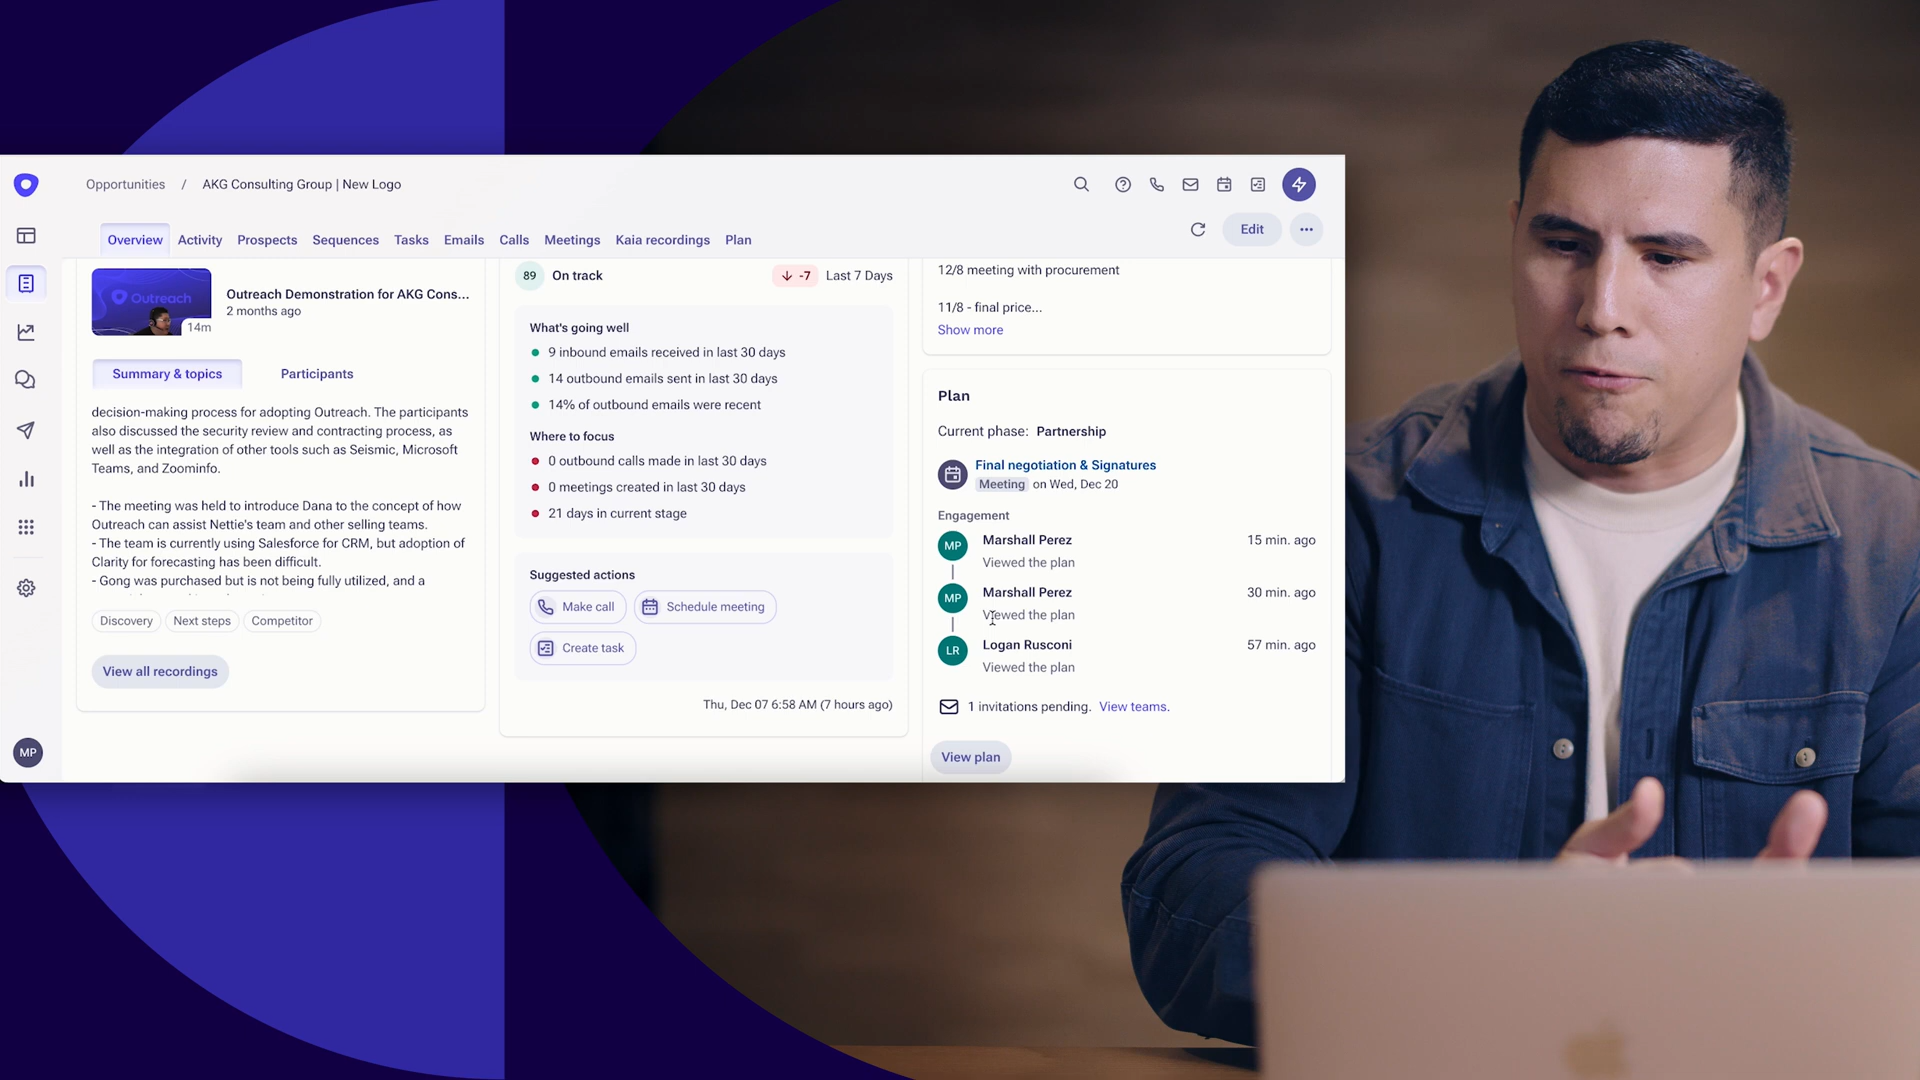 Opportunities / AKG Consulting Group | New Logo
Overview Activity Prospects Sequences Tasks Emails Calls Meetings Kaia recordings Plan
Edit
Outreach
14m
Outreach Demonstration for AKG Cons...
2 months ago
Summary & topics Participants
decision-making process for adopting Outreach. The participants
also discussed the security review and contracting process, as
well as the integration of other tools such as Seismic, Microsoft
Teams, and Zoominfo.
- The meeting was held to introduce Dana to the concept of how
Outreach can assist Nettie's team and other selling teams.
- The team is currently using Salesforce for CRM, but adoption of
Clarity for forecasting has been difficult.
- Gong was purchased but is not being fully utilized, and a
Discovery Next steps Competitor
View all recordings
MP
89 On track -7 Last 7 Days
What's going well
9 inbound emails received in last 30 days
14 outbound emails sent in last 30 days
14% of outbound emails were recent
Where to focus
0 outbound calls made in last 30 days
0 meetings created in last 30 days
21 days in current stage
Suggested actions
Make call Schedule meeting
Create task
Thu, Dec 07 6:58 AM (7 hours ago)
12/8 meeting with procurement
11/8 - final price...
Show more
Plan
Current phase: Partnership
Final negotiation & Signatures
Meeting on Wed, Dec 20
Engagement
MP Marshall Perez 15 min. ago
Viewed the plan
MP Marshall Perez 30 min. ago
Viewed the plan
LR Logan Rusconi 57 min. ago
Viewed the plan
1 invitations pending. View teams.
View plan